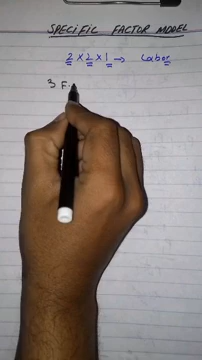 SPECIFIC FACTOR MODEL
2 × 2 × 1 → Labor
3 F